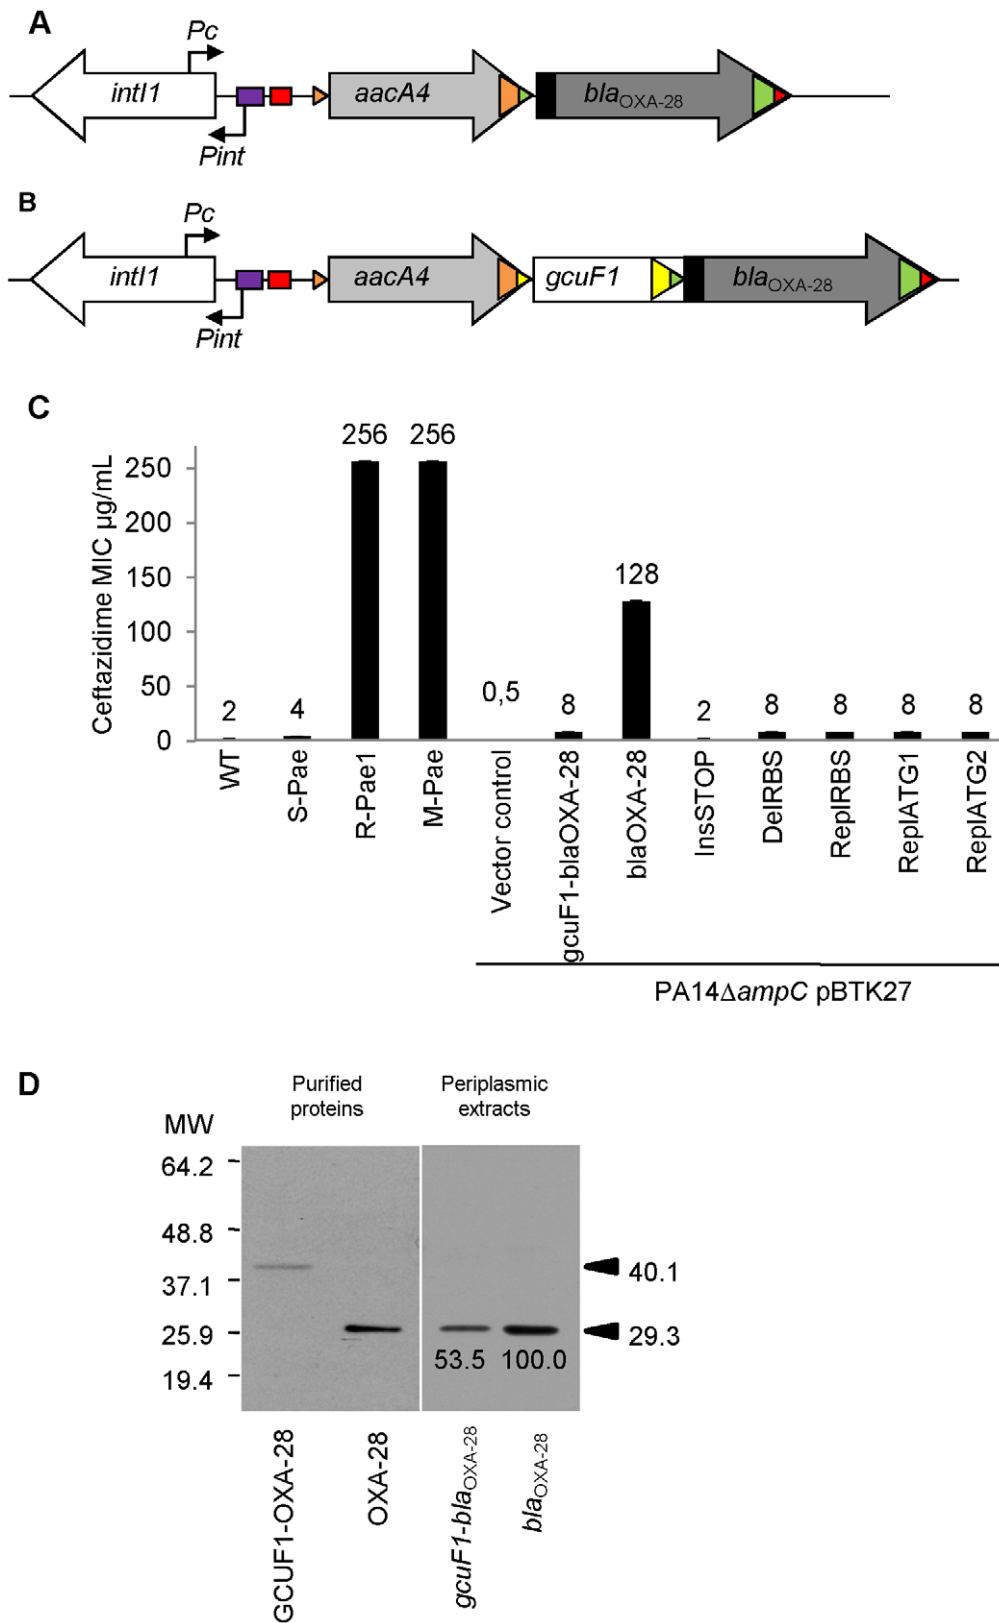 A
Pc
intI1
aacA4
blaOXA-28
Pint
B
Pc
intI1
aacA4
gcuF1
blaOXA-28
Pint
C
Ceftazidime MIC µg/mL
250
200
150
100
50
0
2
4
256
256
0,5
8
128
2
8
8
8
8
WT
S-Pae
R-Pae1
M-Pae
Vector control
gcuF1-blaOXA-28
blaOXA-28
InsSTOP
DelRBS
ReplRBS
ReplATG1
ReplATG2
PA14ΔampC pBTK27
D
Purified
proteins
Periplasmic
extracts
MW
64.2
48.8
37.1
25.9
19.4
40.1
29.3
53.5
100.0
GCUF1-OXA-28
OXA-28
gcuF1-blaOXA-28
blaOXA-28